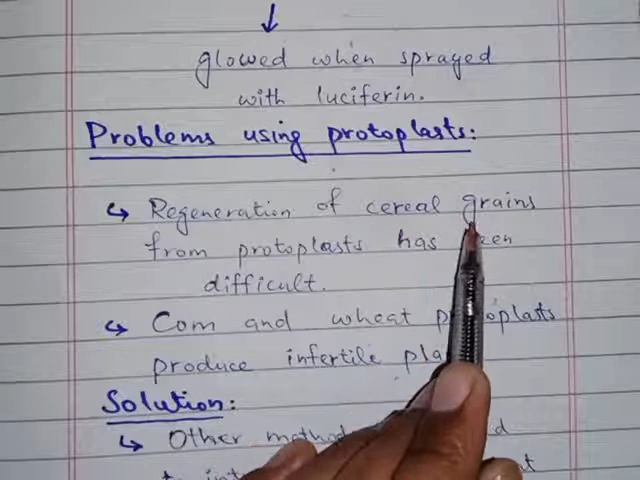 glowed when sprayed
with luciferin.
Problems using protoplasts:
↳ Regeneration of cereal grains
from protoplasts has
difficult.
↳ Corn and wheat
produce infertile
Solution:
↳ Other